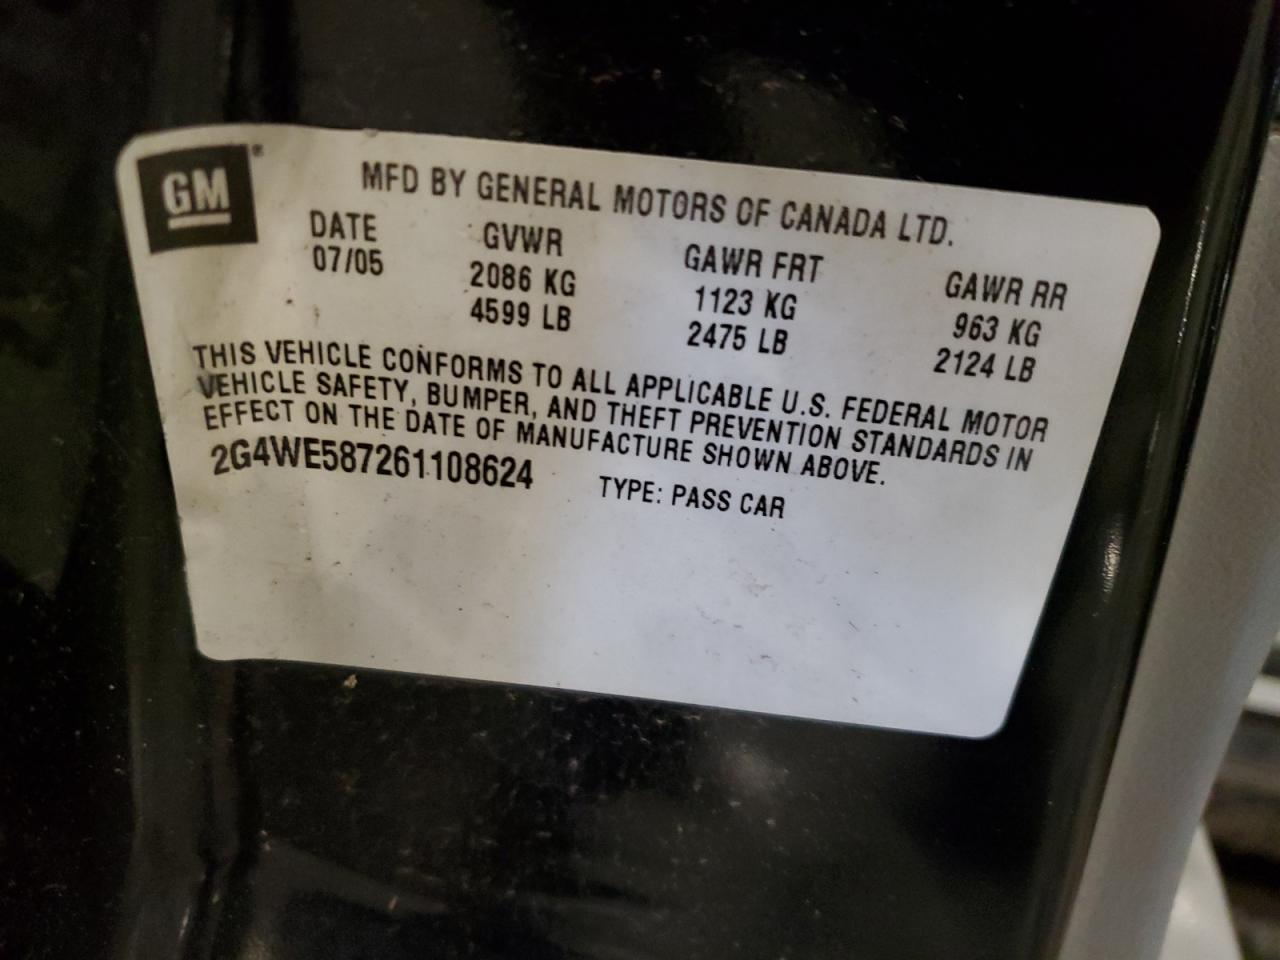 GM
MFD BY GENERAL MOTORS OF CANADA LTD.
DATE GVWR GAWR FRT GAWR RR
07/05 2086 KG 1123 KG 963 KG
4599 LB 2475 LB 2124 LB
THIS VEHICLE CONFORMS TO ALL APPLICABLE U.S. FEDERAL MOTOR
VEHICLE SAFETY, BUMPER, AND THEFT PREVENTION STANDARDS IN
EFFECT ON THE DATE OF MANUFACTURE SHOWN ABOVE.
2G4WE587261108624 TYPE: PASS CAR